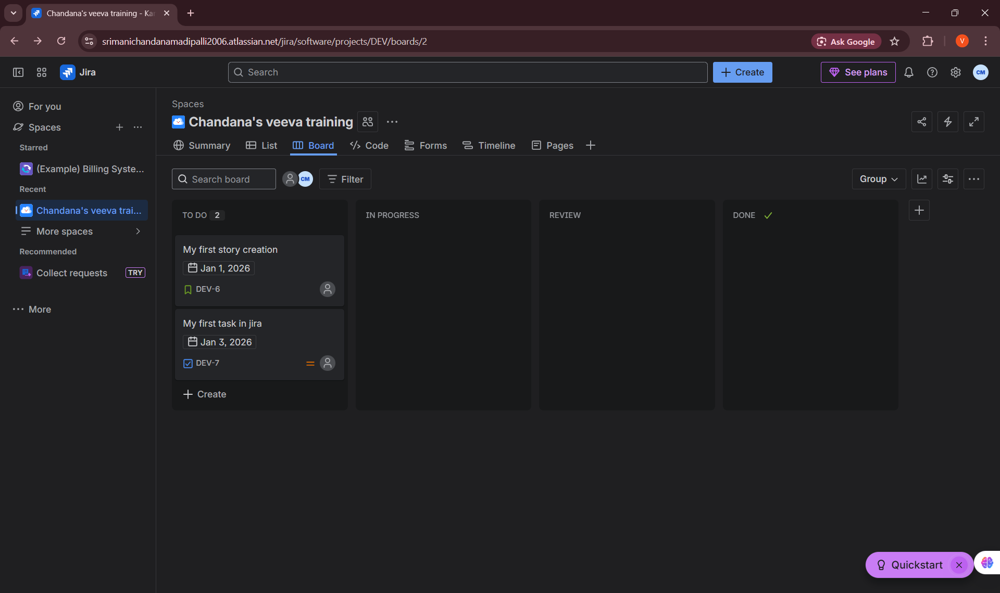 Chandana's veeva training - Kar
srimanichandanamadipalli2006.atlassian.net/jira/software/projects/DEV/boards/2
Ask Google
V
Jira
Search
Create
See plans
CM
For you
Spaces
Starred
(Example) Billing Syste...
Recent
Chandana's veeva trai...
More spaces
Recommended
Collect requests TRY
More
Spaces
Chandana's veeva training
Summary List Board Code Forms Timeline Pages
Search board CM Filter Group
TO DO 2 IN PROGRESS REVIEW DONE
My first story creation
Jan 1, 2026
DEV-6
My first task in jira
Jan 3, 2026
DEV-7
Create
Quickstart